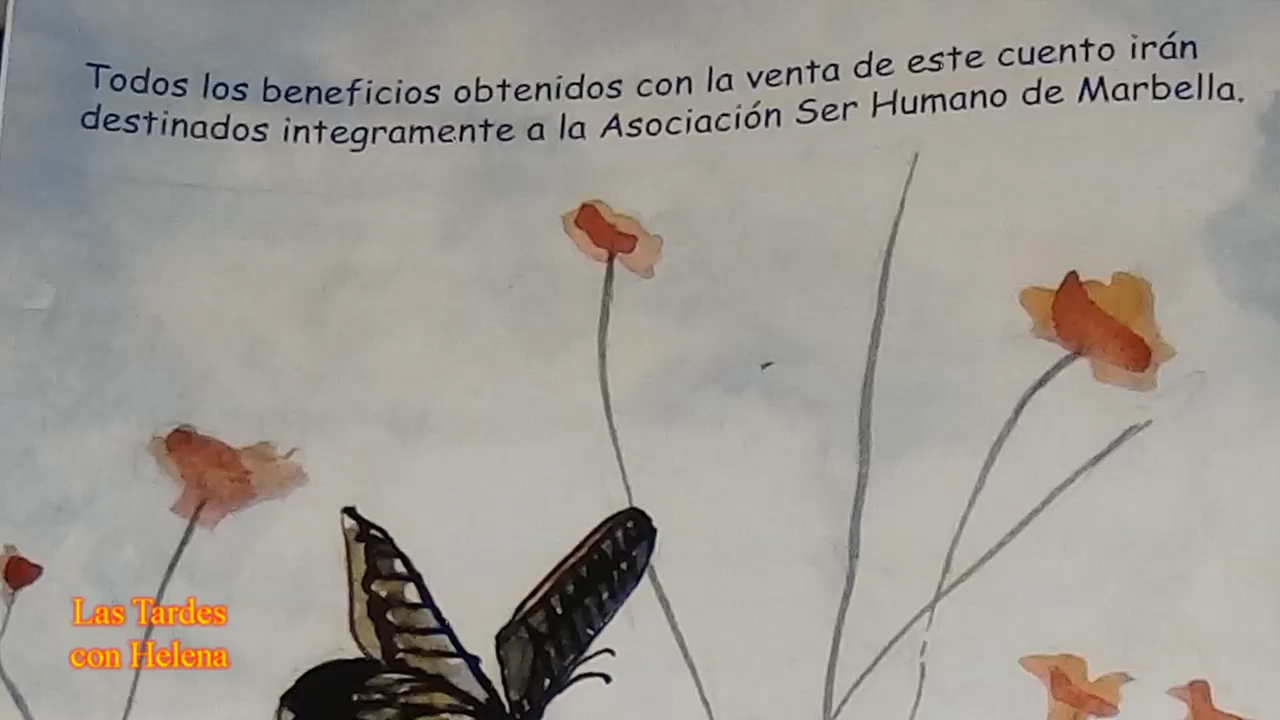 Todos los beneficios obtenidos con la venta de este cuento irán
destinados integramente a la Asociación Ser Humano de Marbella.
Las Tardes
con Helena